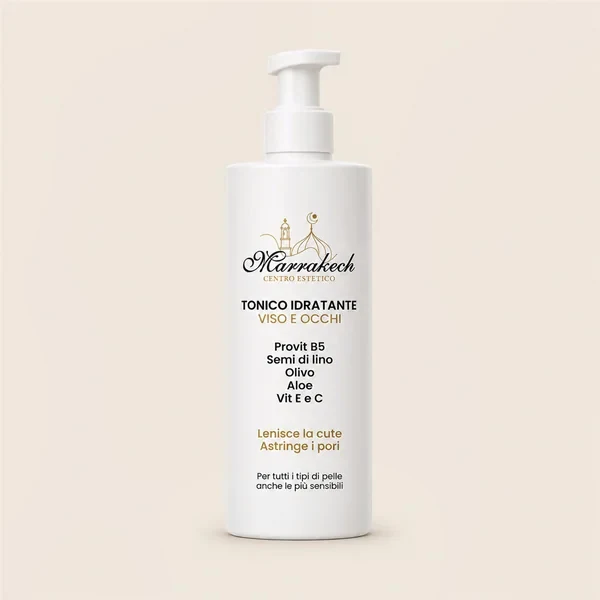 Marrakech
CENTRO ESTETICO
TONICO IDRATANTE
VISO E OCCHI
Provit B5
Semi di lino
Olivo
Aloe
Vit E e C
Lenisce la cute
Astringe i pori
Per tutti i tipi di pelle
anche le più sensibili